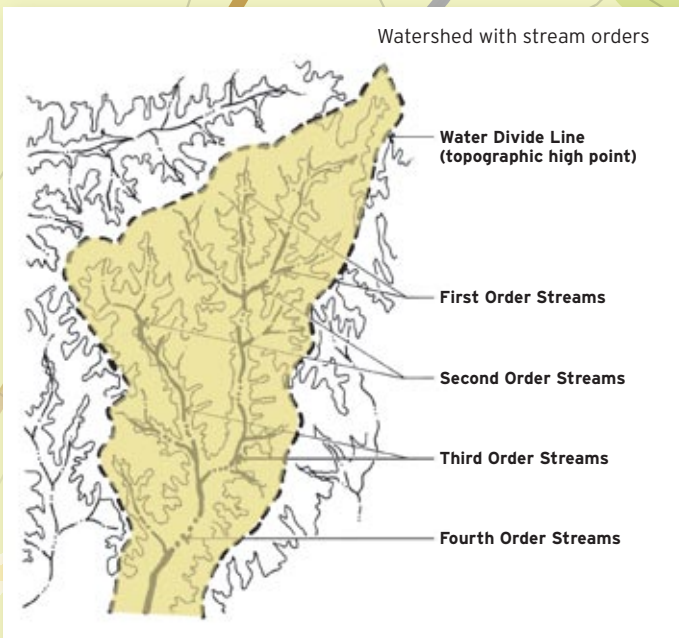 Watershed with stream orders
Water Divide Line
(topographic high point)
First Order Streams
Second Order Streams
Third Order Streams
Fourth Order Streams